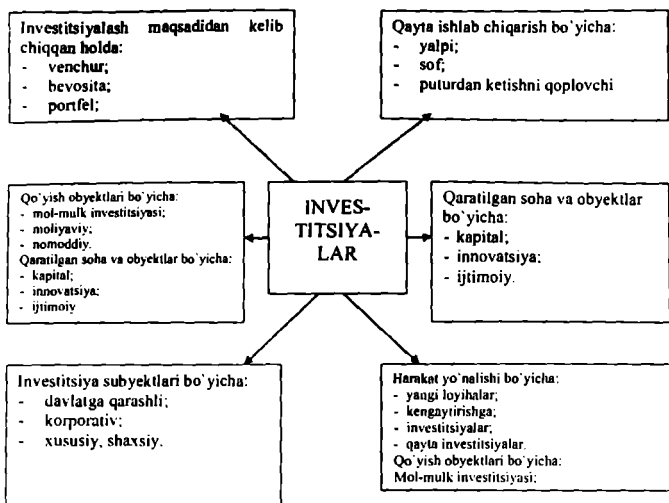 Investitsiyalash maqsadidan kelib
chiqqan holda:
- venchur;
- bevosita;
- portfel;
Qayta ishlab chiqarish bo`yicha:
- yalpi;
- sof;
- puturdan ketishni qoplovchi
Qo`yish obyektlari bo`yicha:
- mol-mulk investitsiyasi;
- moliyaviy;
- nomoddiy.
Qaratilgan soha va obyektlar bo`yicha:
- kapital;
- innovatsiya;
- ijtimoiy
INVES-
TITSIYA-
LAR
Qaratilgan soha va obyektlar
bo`yicha:
- kapital;
- innovatsiya;
- ijtimoiy.
Investitsiya subyektlari bo`yicha:
- davlatga qarashli;
- korporativ;
- xususiy, shaxsiy.
Harakat yo`nalishi bo`yicha:
- yangi loyihalar;
- kengaytirishga;
- investitsiyalar;
- qayta investitsiyalar.
Qo`yish obyektlari bo`yicha:
Mol-mulk investitsiyasi;